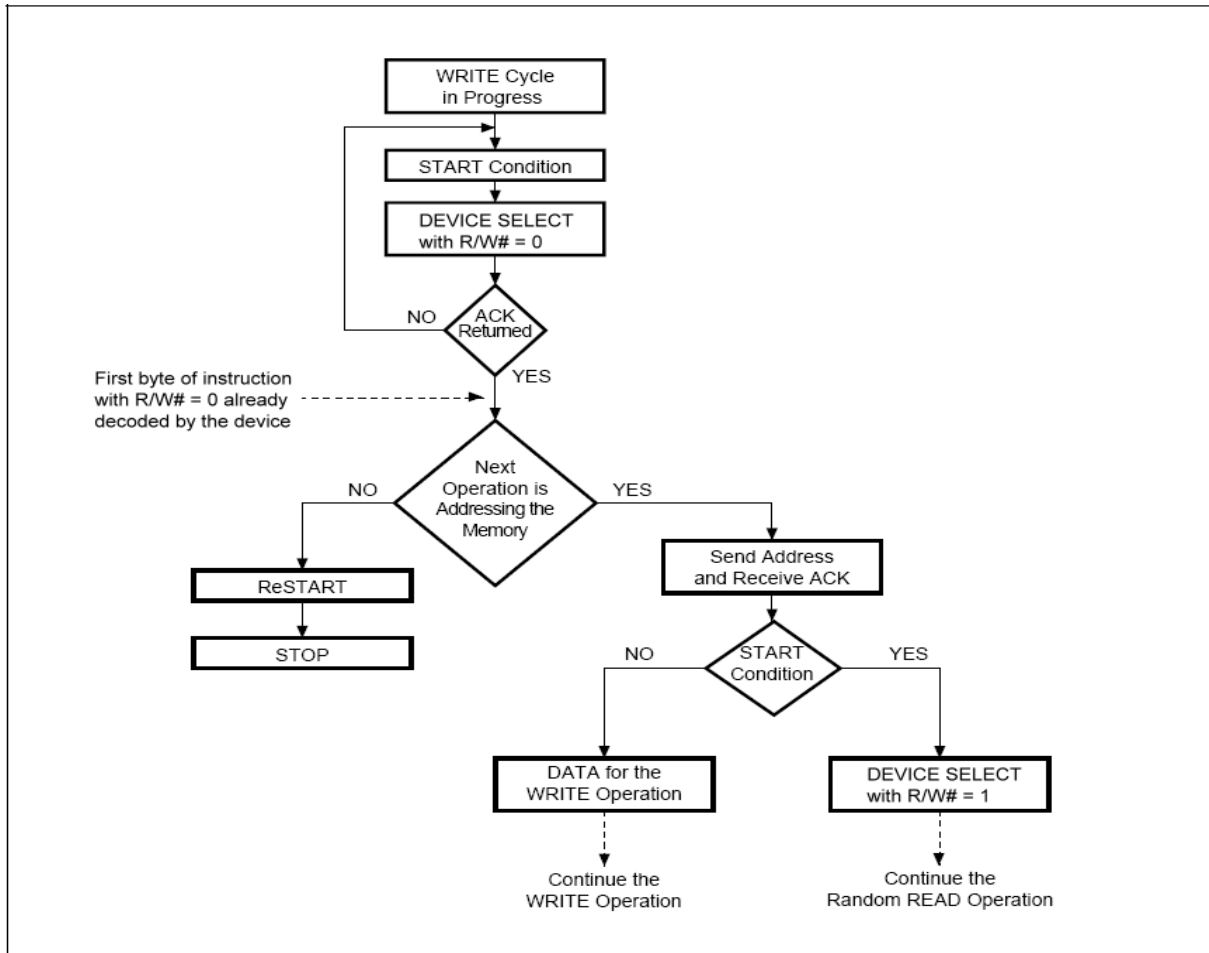 WRITE Cycle
in Progress
START Condition
DEVICE SELECT
with R/W# = 0
ACK
Returned
NO
YES
First byte of instruction
with R/W# = 0 already
decoded by the device
Next
Operation is
Addressing the
Memory
NO
YES
ReSTART
STOP
Send Address
and Receive ACK
START
Condition
NO
YES
DATA for the
WRITE Operation
DEVICE SELECT
with R/W# = 1
Continue the
WRITE Operation
Continue the
Random READ Operation